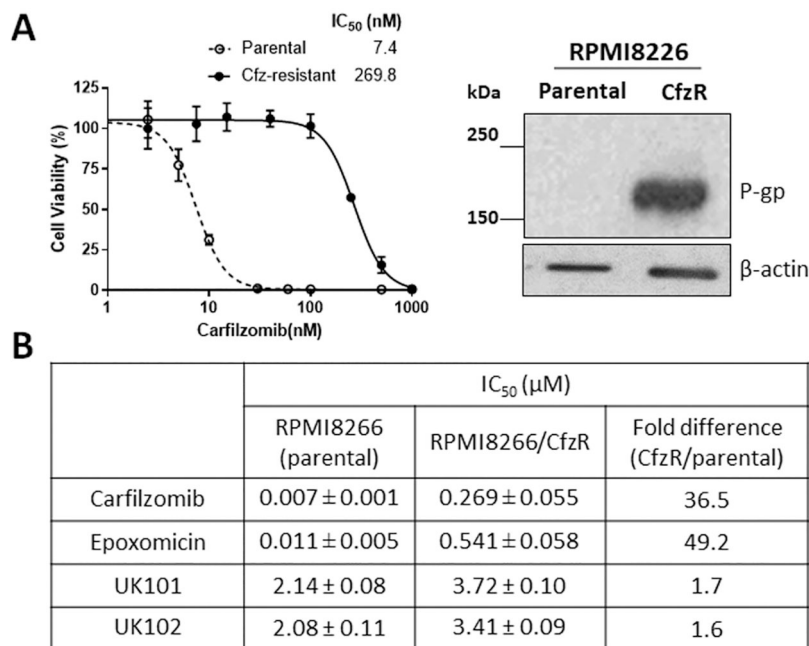 A
IC50 (nM)
Parental 7.4
Cfz-resistant 269.8
125
100
75
50
25
0
Cell Viability (%)
1 10 100 1000
Carfilzomib(nM)
RPMI8226
kDa Parental CfzR
250
P-gp
150
β-actin
B
IC50 (μM)
RPMI8266 (parental) RPMI8266/CfzR Fold difference (CfzR/parental)
Carfilzomib 0.007 ± 0.001 0.269 ± 0.055 36.5
Epoxomicin 0.011 ± 0.005 0.541 ± 0.058 49.2
UK101 2.14 ± 0.08 3.72 ± 0.10 1.7
UK102 2.08 ± 0.11 3.41 ± 0.09 1.6